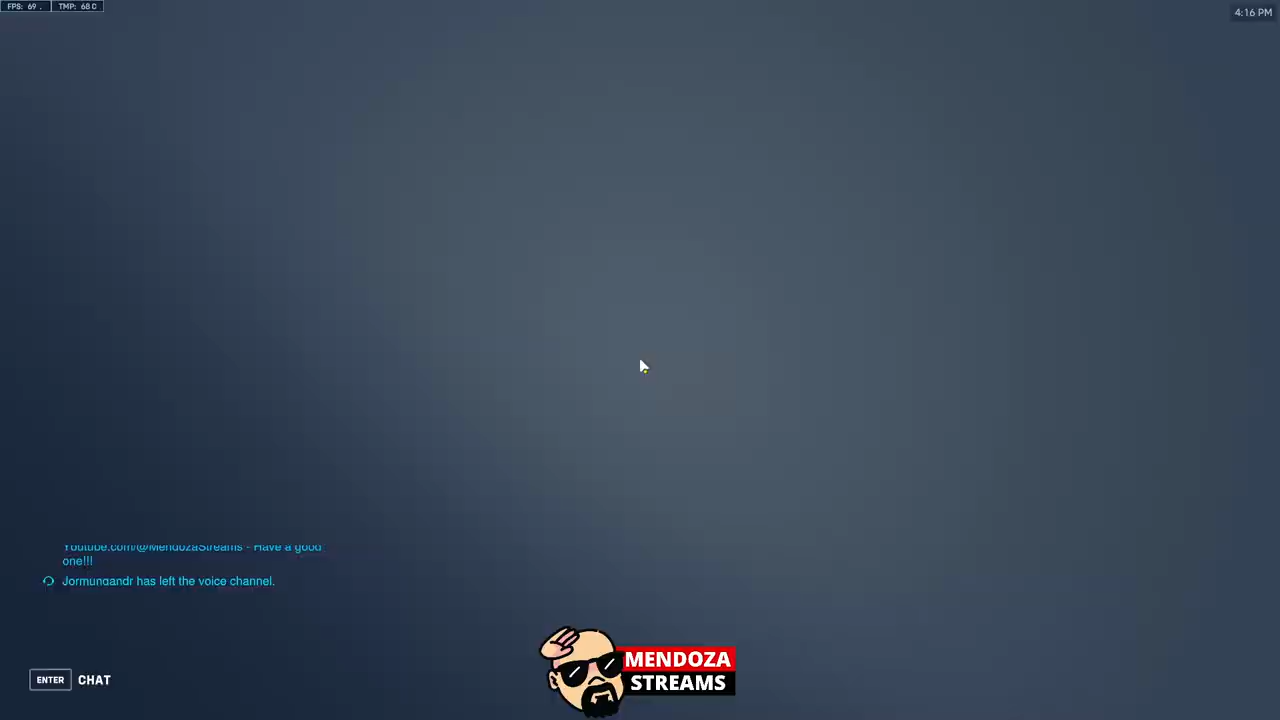 FPS: 69 . TMP: 68 C
4:16 PM
Youtube.com/@MendozaStreams - Have a good
one!!!
Jormungandr has left the voice channel.
MENDOZA
STREAMS
ENTER CHAT